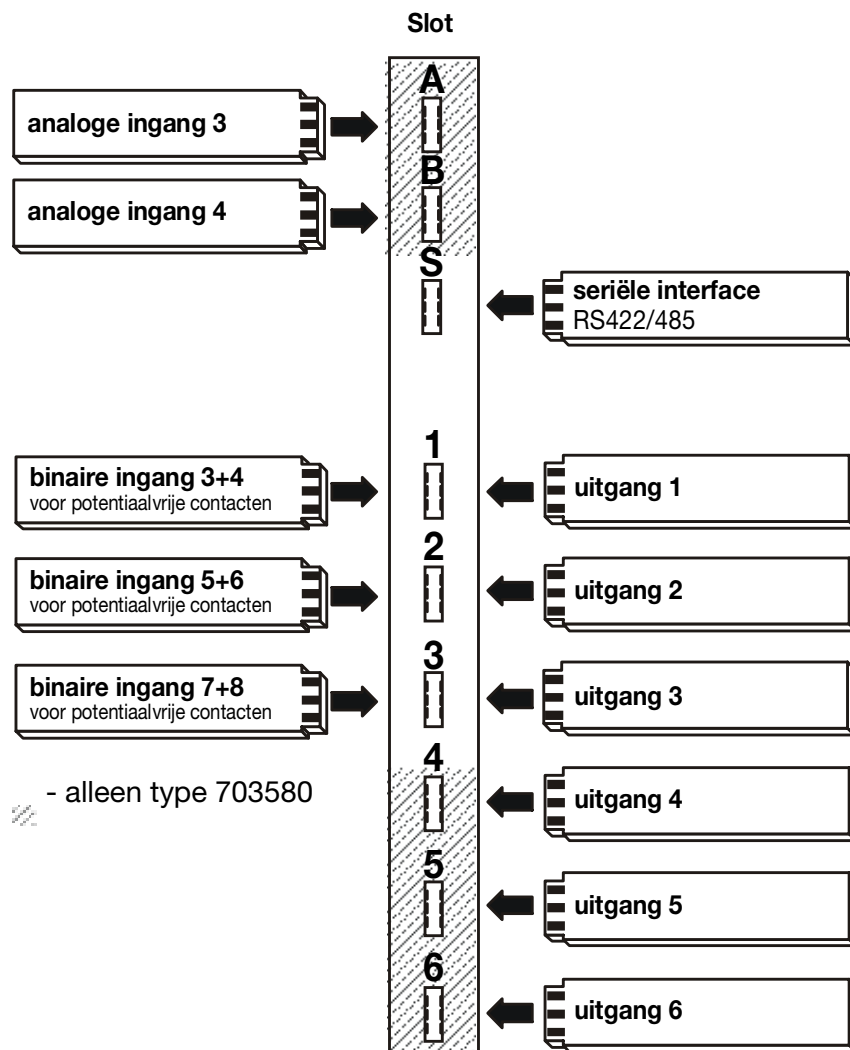 Slot
A
analoge ingang 3
B
analoge ingang 4
S
seriële interface
RS422/485
1
binaire ingang 3+4
voor potentiaalvrije contacten
uitgang 1
2
binaire ingang 5+6
voor potentiaalvrije contacten
uitgang 2
3
binaire ingang 7+8
voor potentiaalvrije contacten
uitgang 3
4
- alleen type 703580
uitgang 4
5
uitgang 5
6
uitgang 6